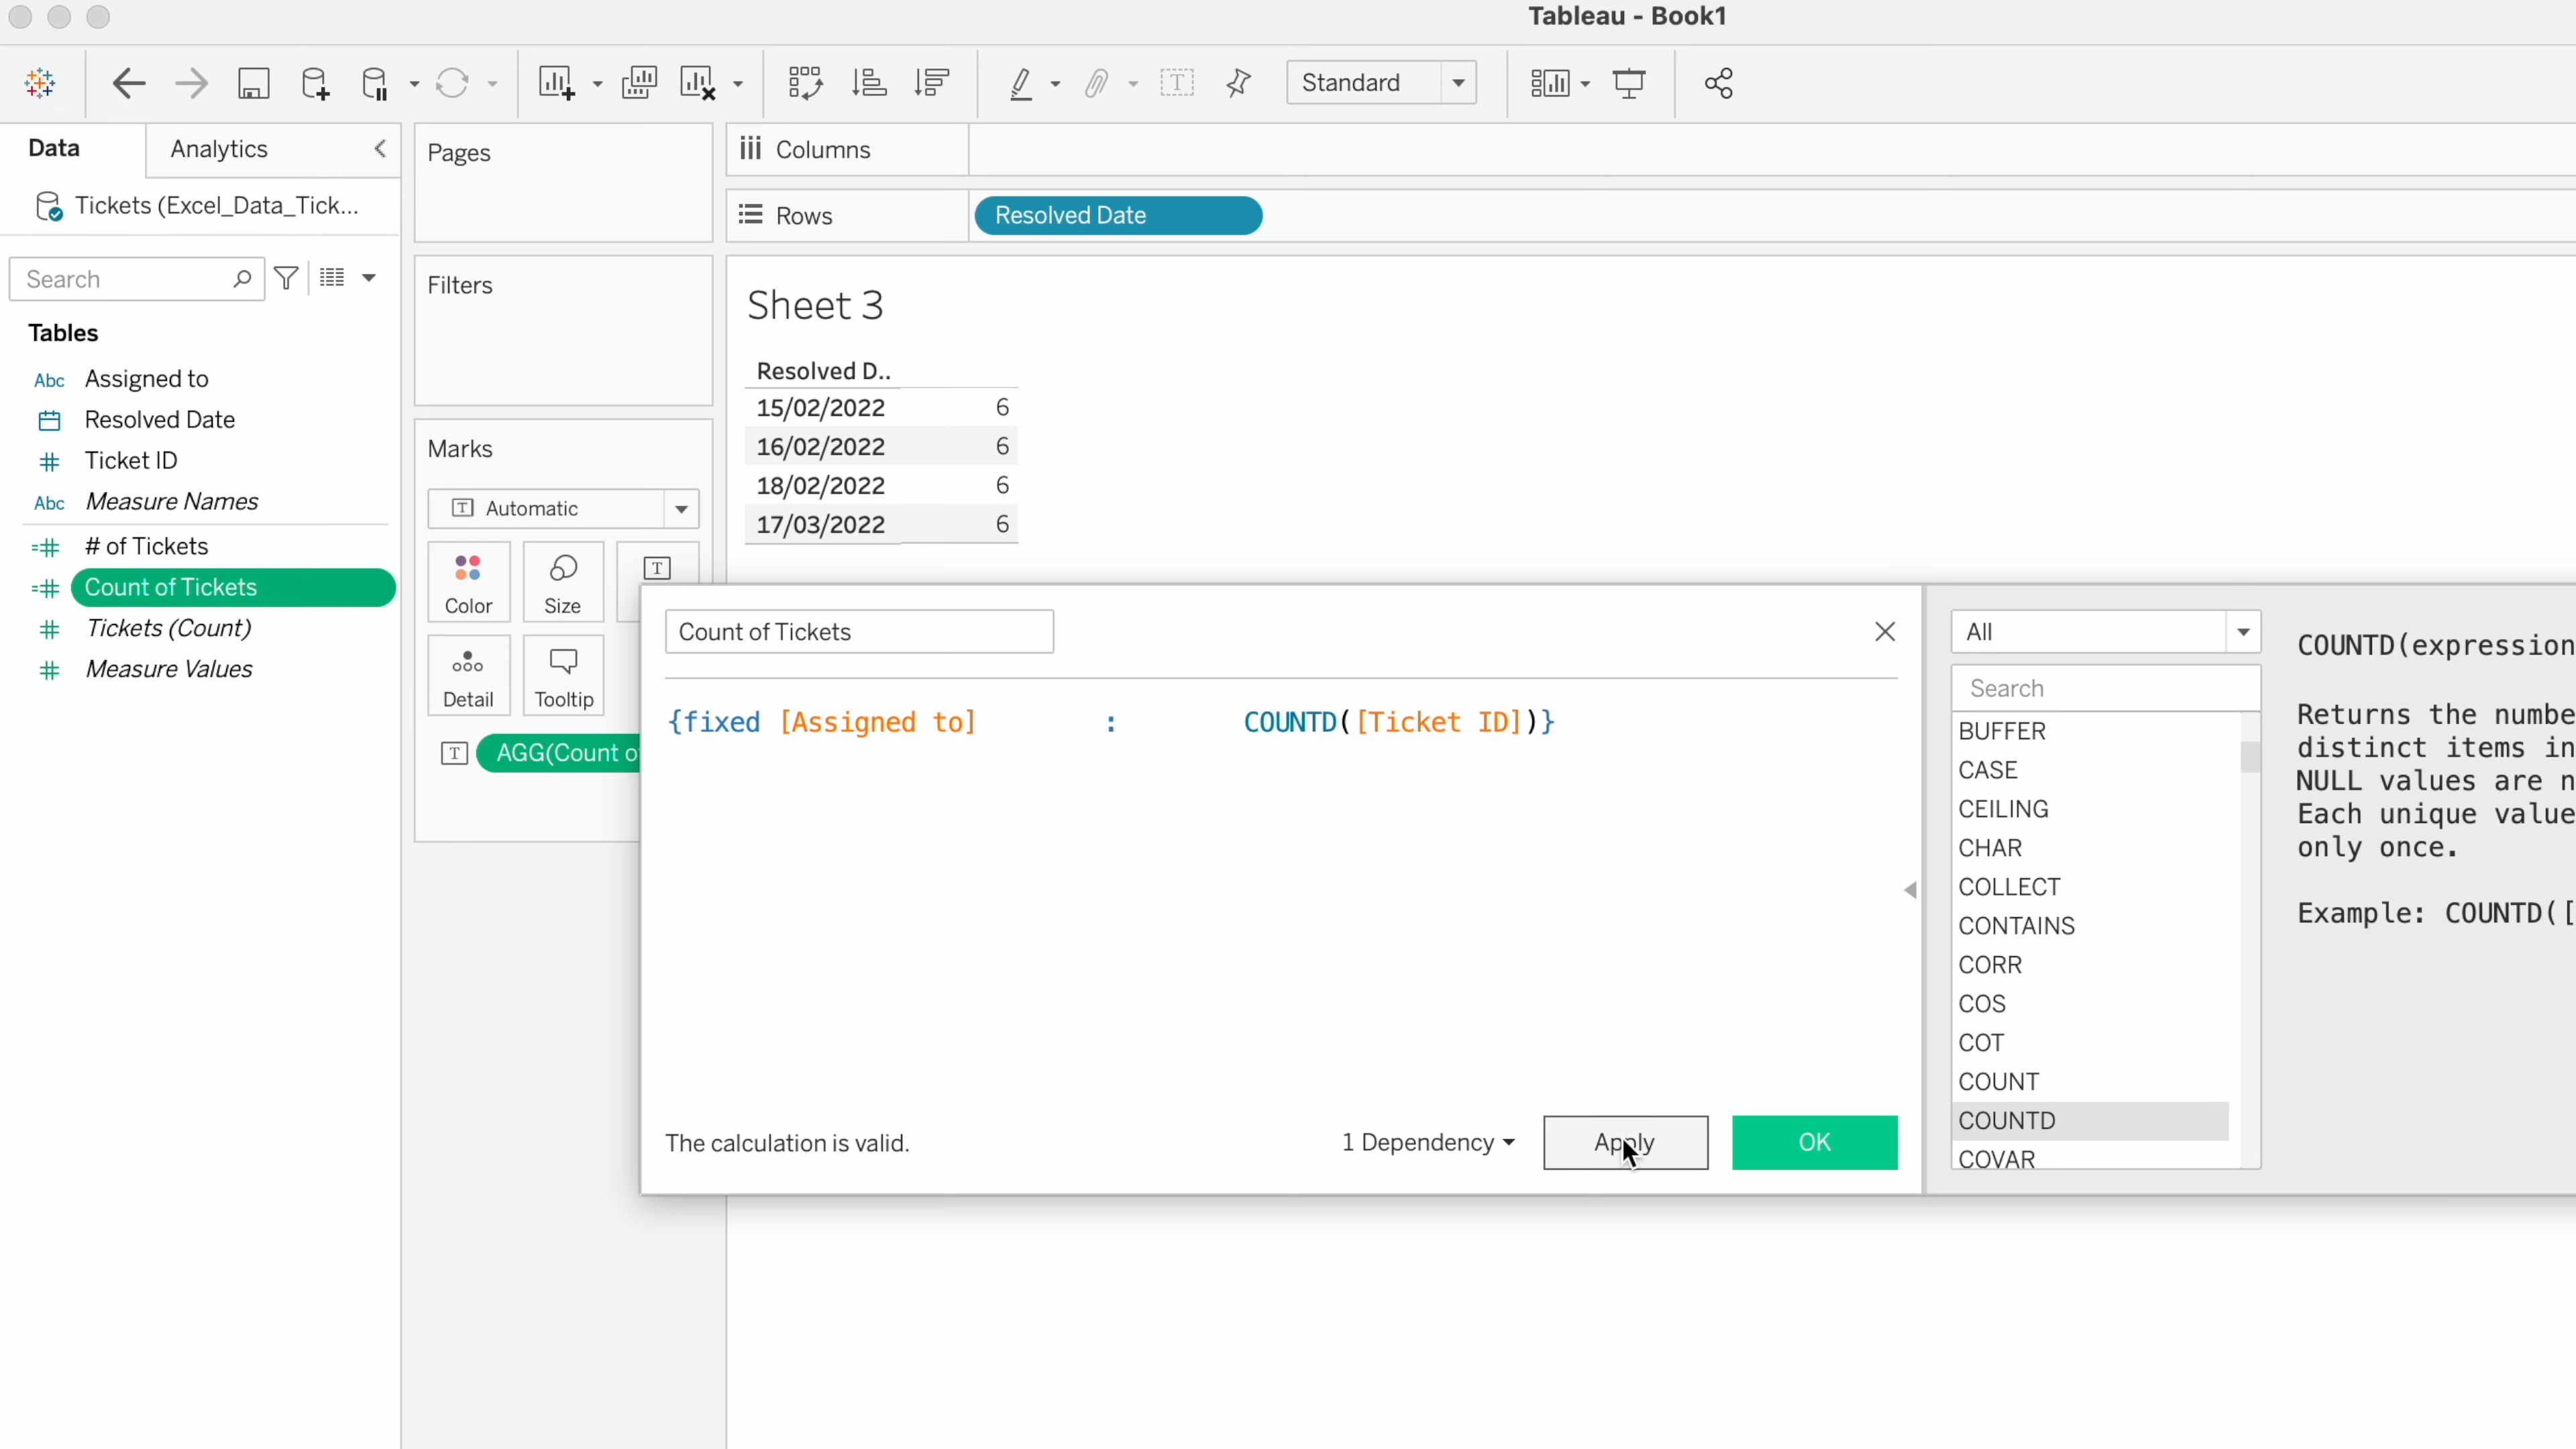 Tableau - Book1
Standard
Data
Analytics
Pages
Columns
Tickets (Excel_Data_Tick...
Rows
Resolved Date
Search
Filters
Sheet 3
Tables
Resolved D..
Abc Assigned to
15/02/2022 6
Resolved Date
16/02/2022 6
Ticket ID
Marks
18/02/2022 6
Abc Measure Names
Automatic
17/03/2022 6
# of Tickets
Count of Tickets
Color
Size
Tickets (Count)
Measure Values
Detail
Tooltip
AGG(Count o
Count of Tickets
{fixed [Assigned to] : COUNTD([Ticket ID])}
The calculation is valid.
1 Dependency
Apply
OK
All
Search
BUFFER
CASE
CEILING
CHAR
COLLECT
CONTAINS
CORR
COS
COT
COUNT
COUNTD
COVAR
COUNTD(expression
Returns the numbe
distinct items in
NULL values are n
Each unique value
only once.
Example: COUNTD([